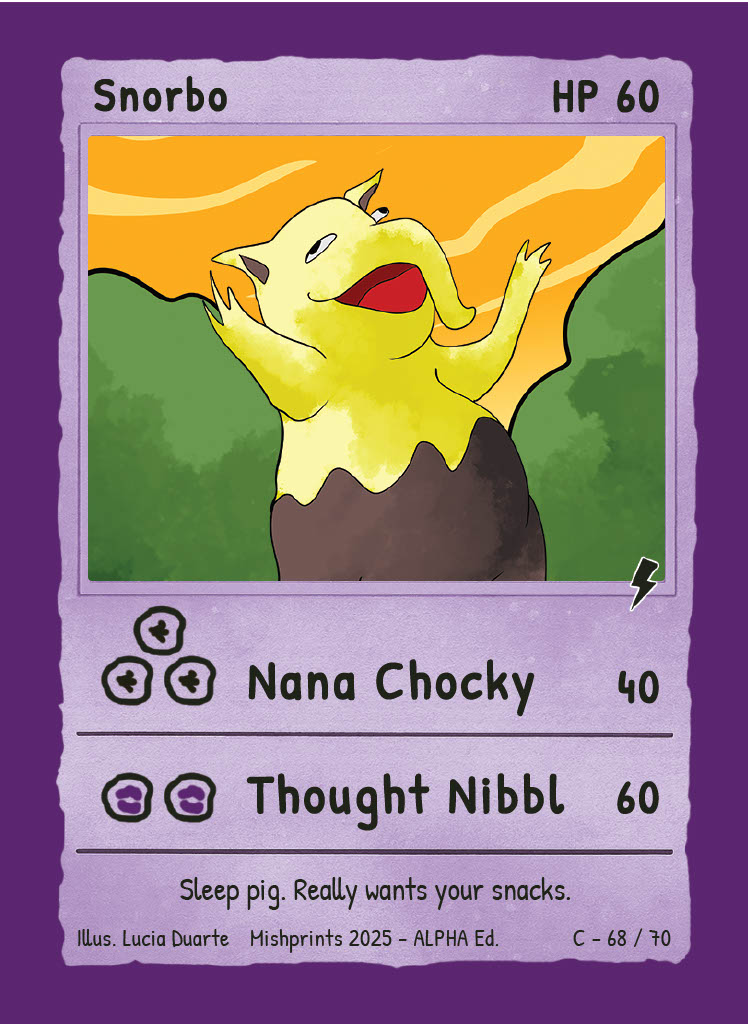 Snorbo HP 60
Nana Chocky 40
Thought Nibbl 60
Sleep pig. Really wants your snacks.
Illus. Lucia Duarte Mishprints 2025 – ALPHA Ed. C – 68 / 70